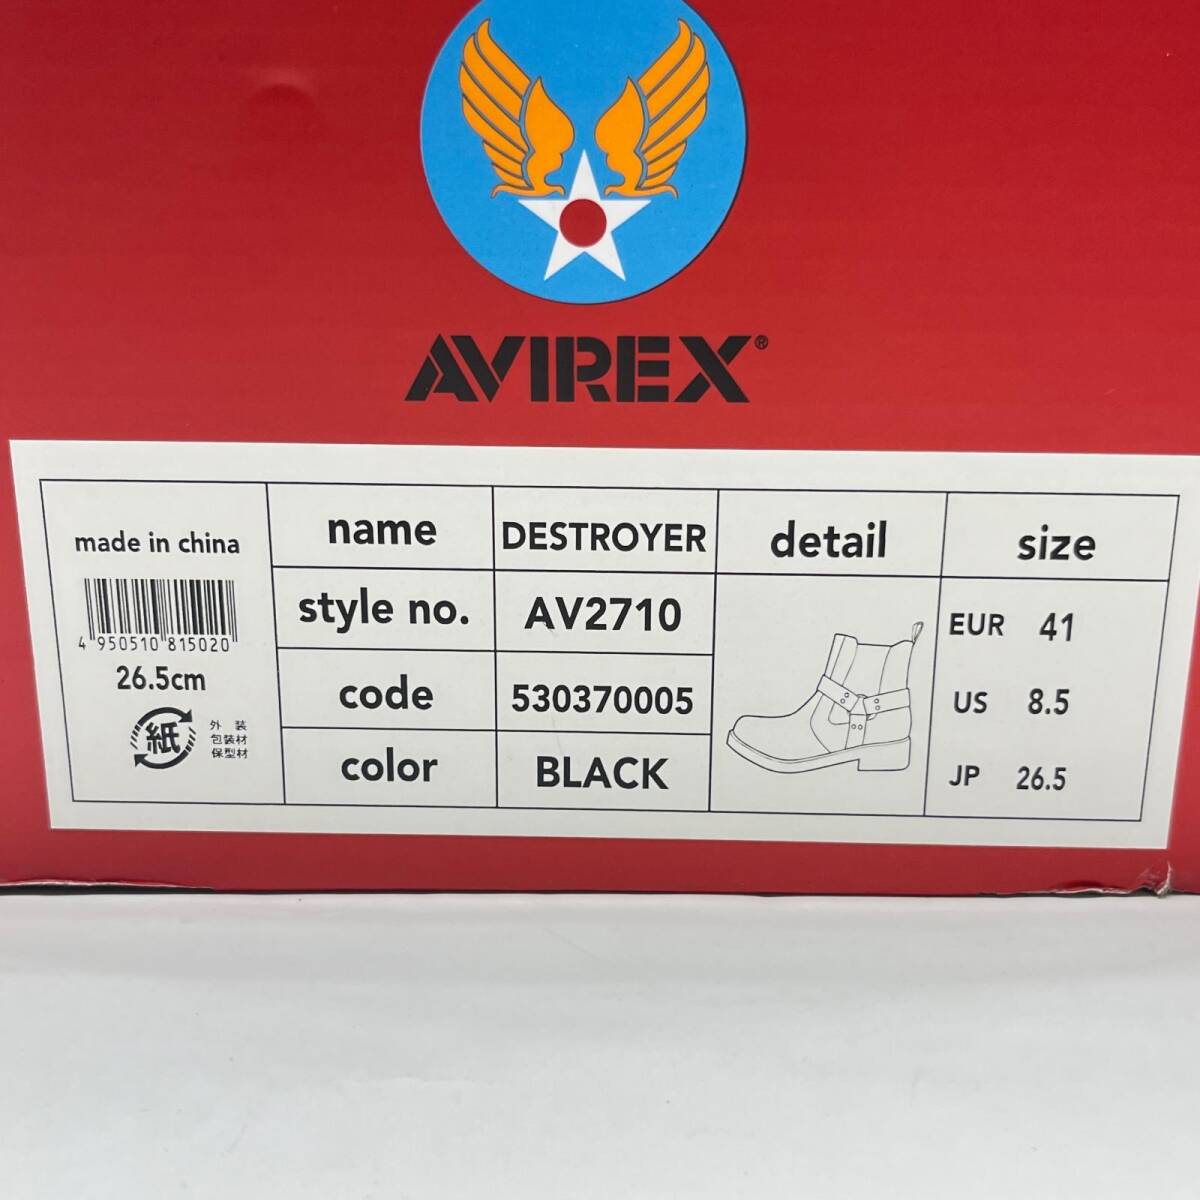 AVIREX®
made in china
4 950510 815020
26.5cm
紙
外 装
包装材
保型材
name DESTROYER
style no. AV2710
code 530370005
color BLACK
detail
size
EUR 41
US 8.5
JP 26.5